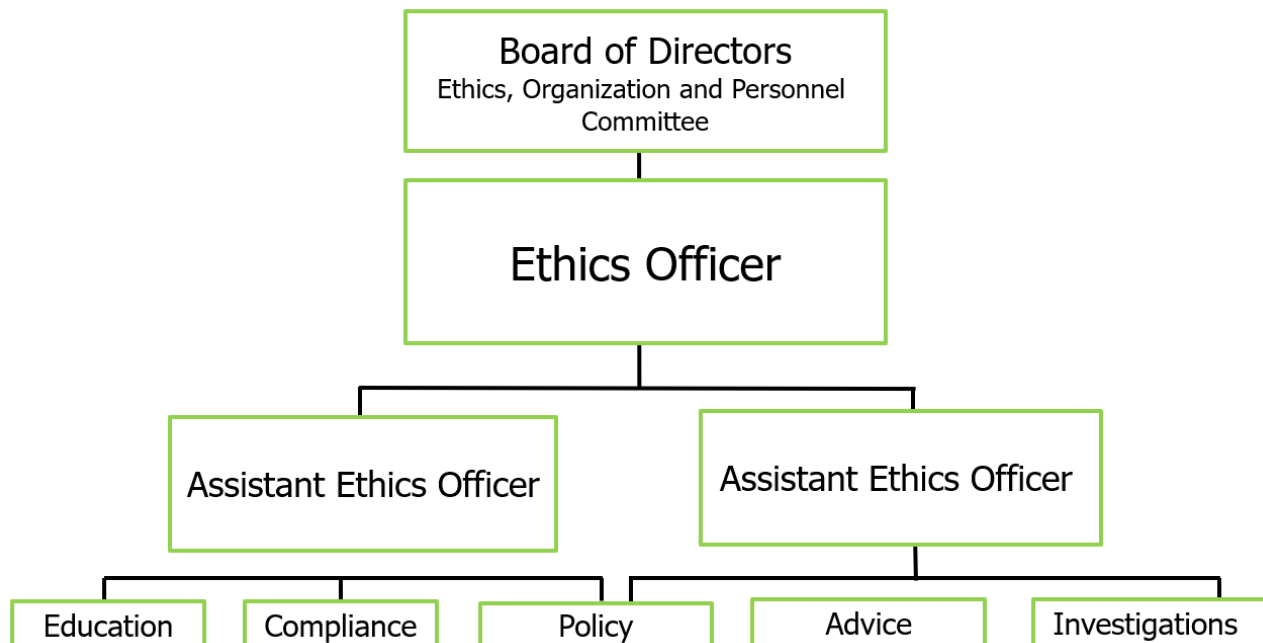 Board of Directors
Ethics, Organization and Personnel
Committee
Ethics Officer
Assistant Ethics Officer
Assistant Ethics Officer
Education
Compliance
Policy
Advice
Investigations